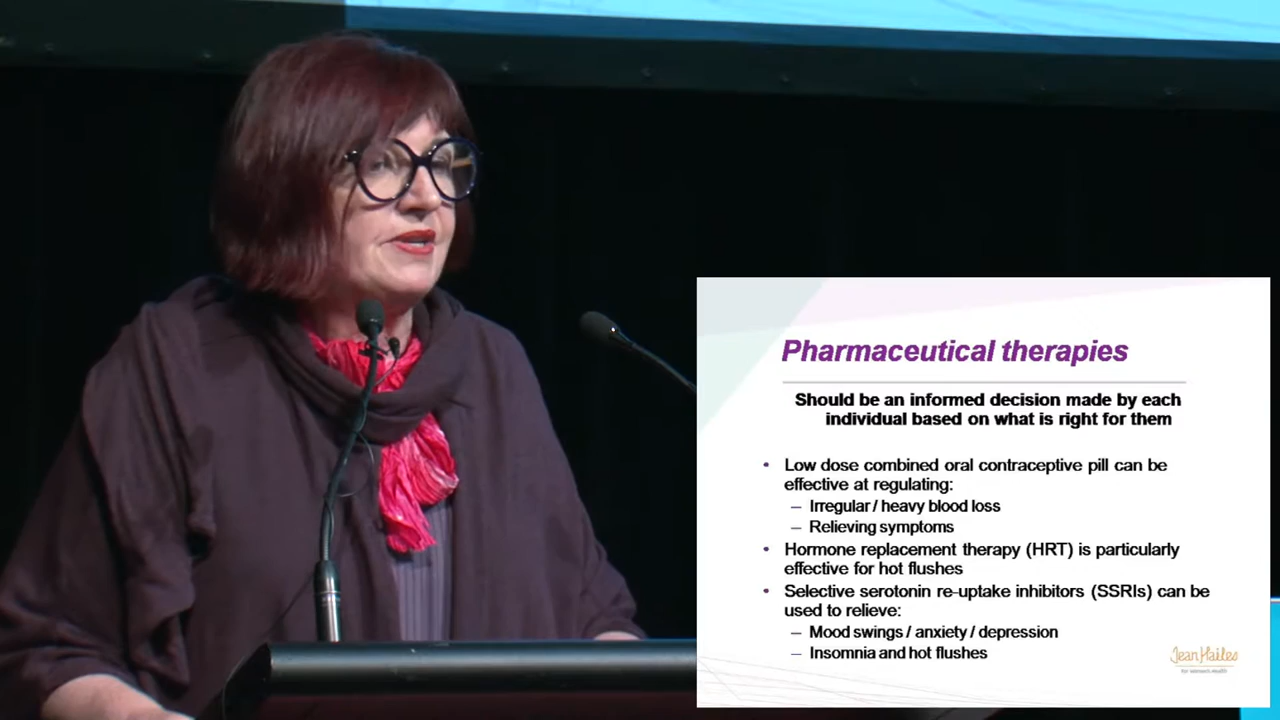 Pharmaceutical therapies
Should be an informed decision made by each
individual based on what is right for them
• Low dose combined oral contraceptive pill can be
effective at regulating:
– Irregular / heavy blood loss
– Relieving symptoms
• Hormone replacement therapy (HRT) is particularly
effective for hot flushes
• Selective serotonin re-uptake inhibitors (SSRIs) can be
used to relieve:
– Mood swings / anxiety / depression
– Insomnia and hot flushes
Jean Hailes
for Women's Health